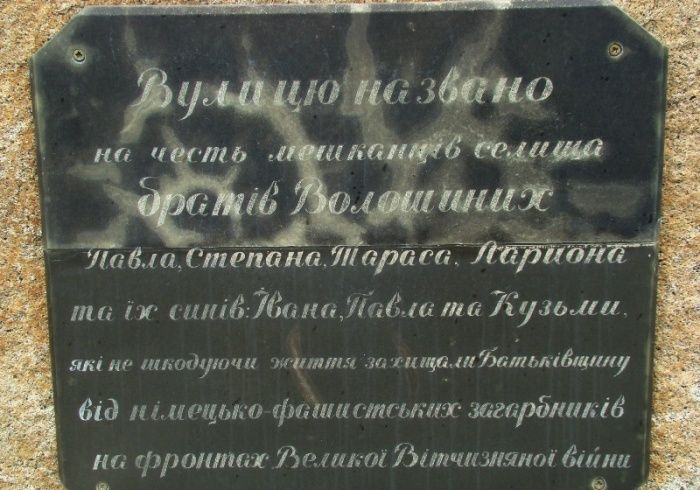 Вулицю названо
на честь мешканців селища
братів Волошиних
Павла, Степана, Тараса, Лариона
та їх синів: Івана, Павла та Кузьми,
які не шкодуючи життя захищали Батьківщину
від німецько-фашистських загарбників
на фронтах Великої Вітчизняної війни